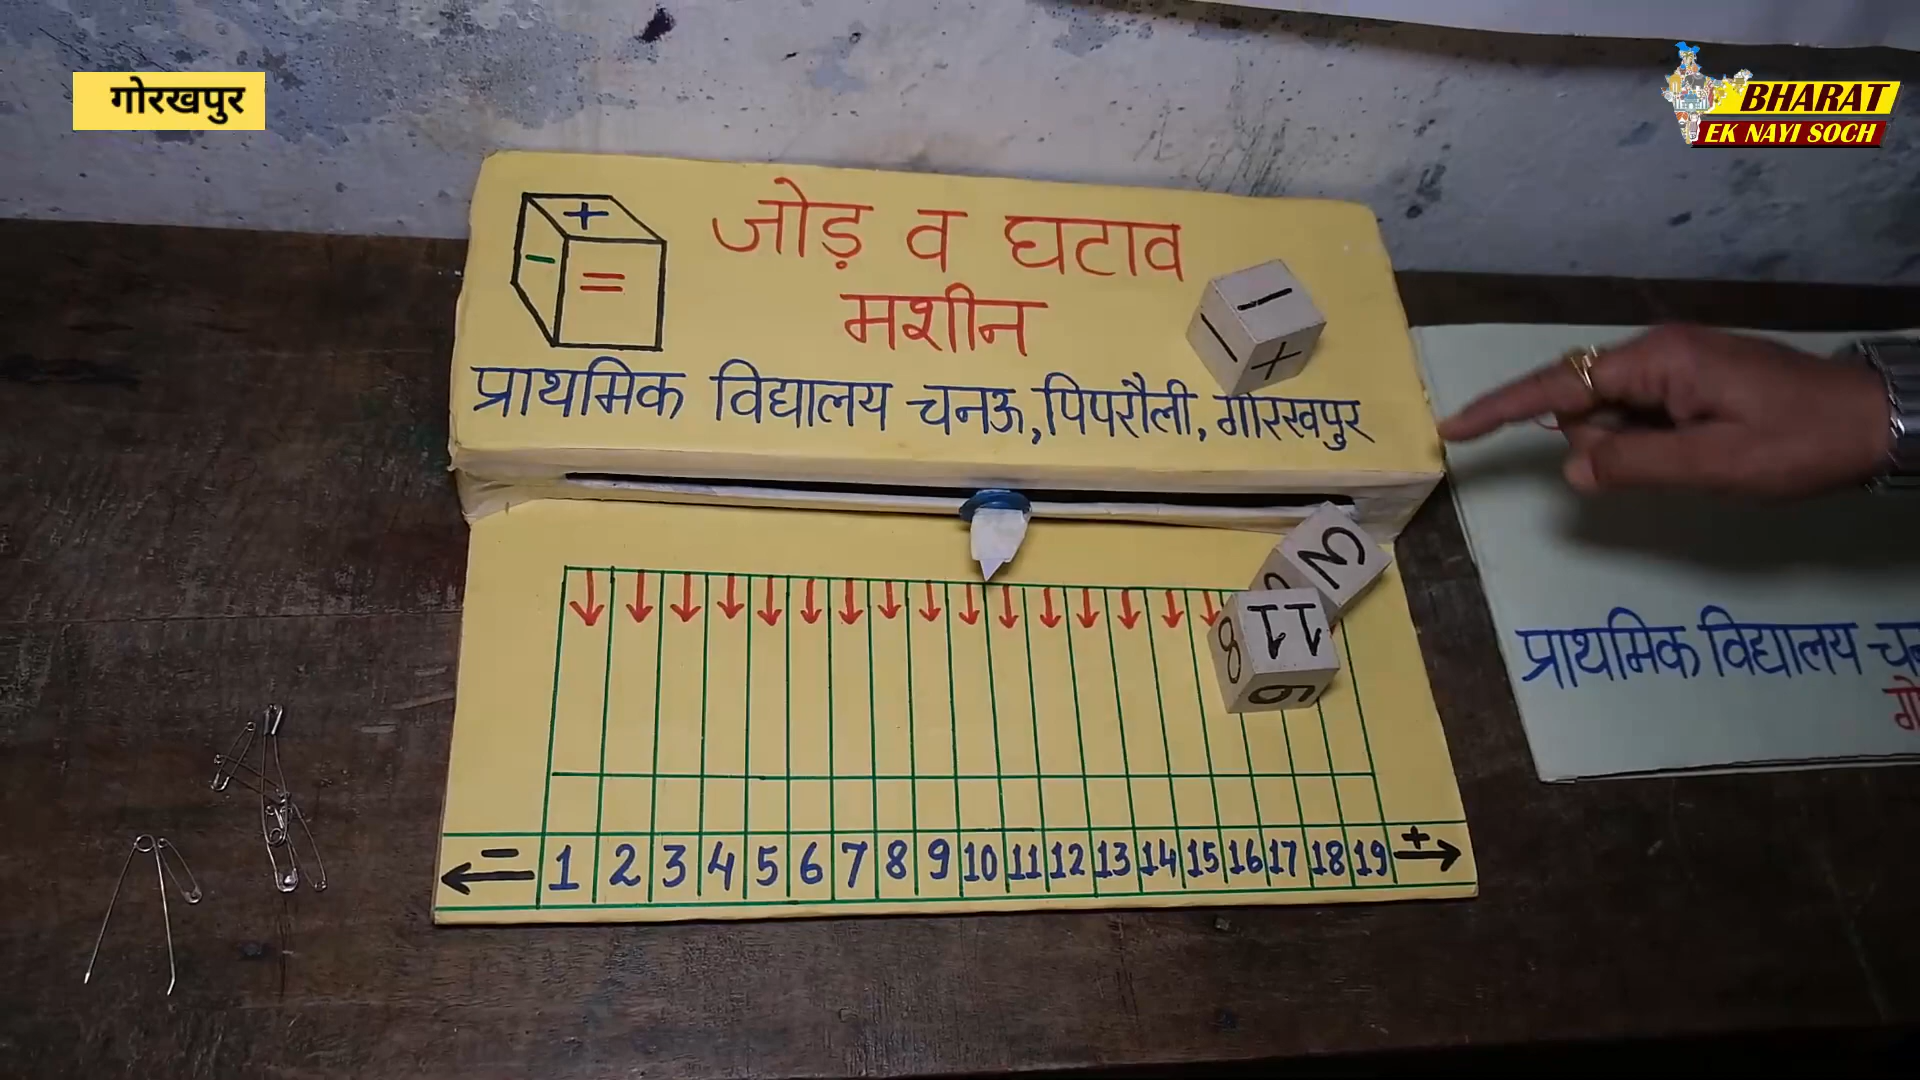 गोरखपुर
BHARAT
EK NAYI SOCH
+
- =
जोड़ व घटाव
मशीन
प्राथमिक विद्यालय चनऊ, पिपरौली, गोरखपुर
3
11
8
- 1 2 3 4 5 6 7 8 9 10 11 12 13 14 15 16 17 18 19 +
प्राथमिक विद्यालय